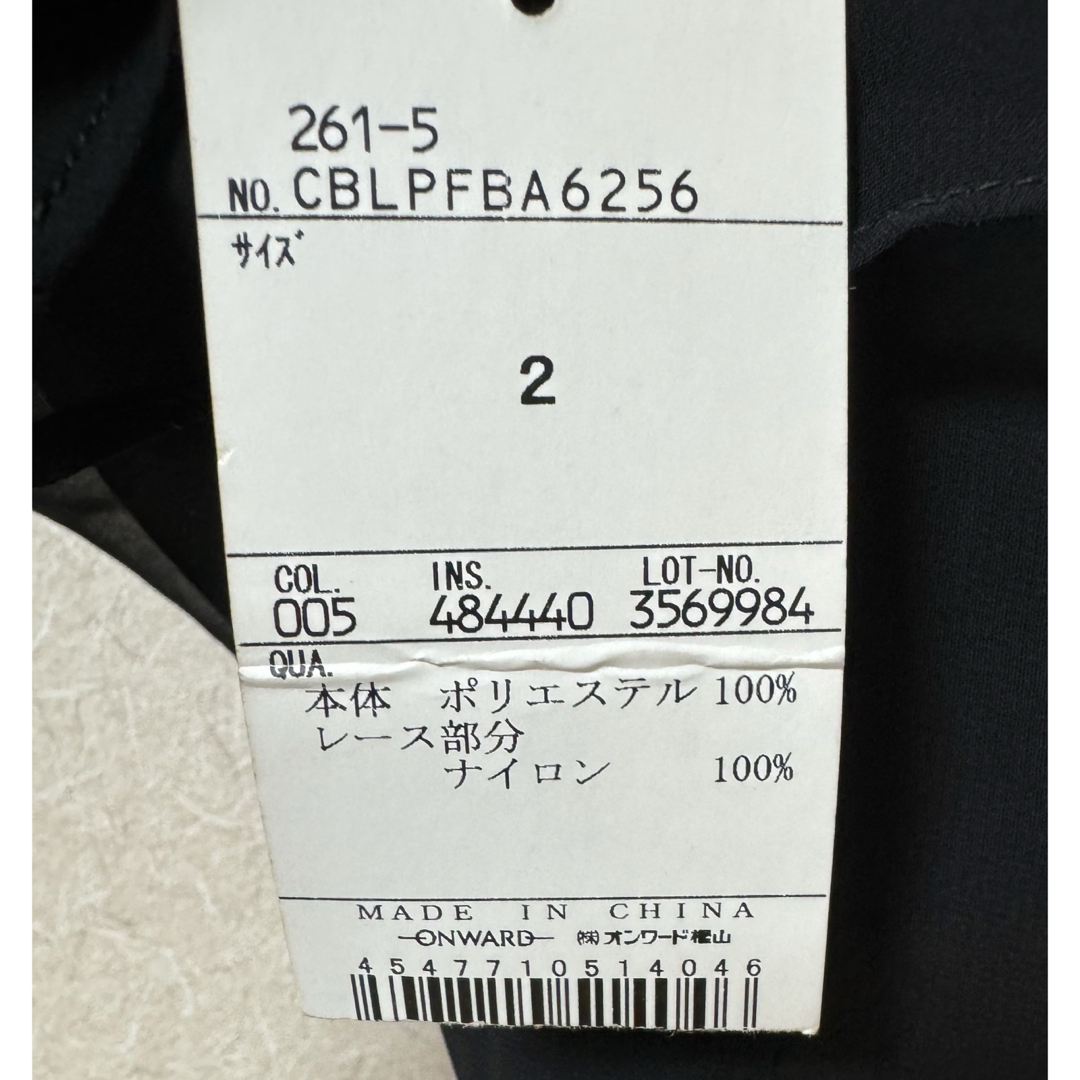 261-5
NO. CBLPFBA6256
サイズ
2
COL. INS. LOT-NO.
005 484440 3569984
QUA.
本体 ポリエステル 100%
レース部分
ナイロン 100%
MADE IN CHINA
ONWARD ㈱オンワード樫山
4547710514046